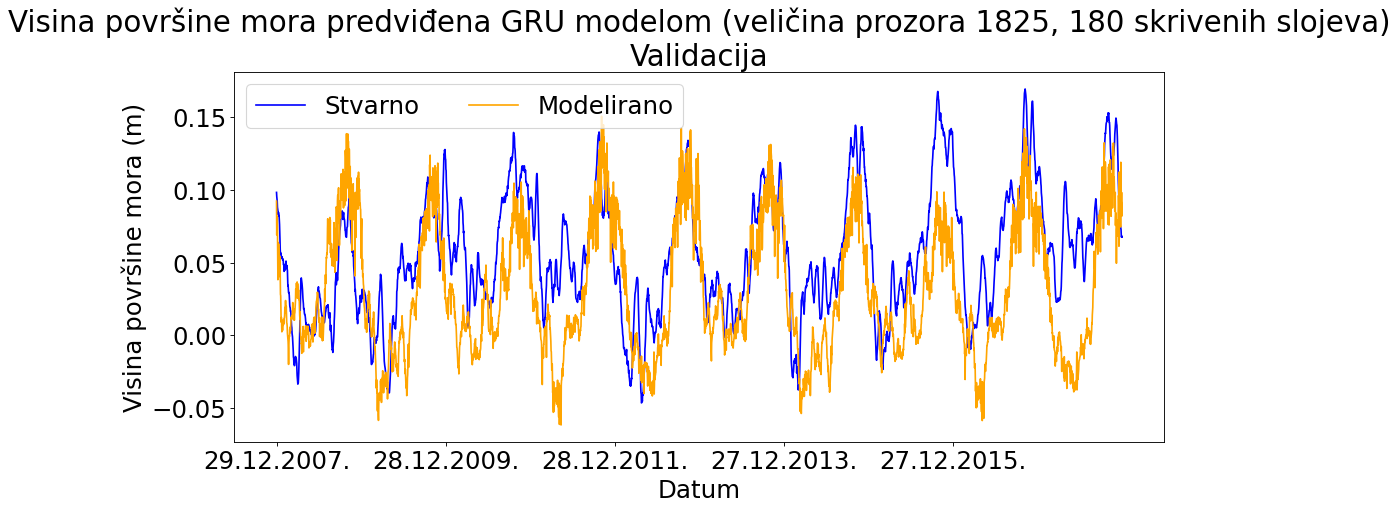 Visina površine mora predviđena GRU modelom (veličina prozora 1825, 180 skrivenih slojeva)
Validacija
Stvarno
Modelirano
Visina površine mora (m)
0.15
0.10
0.05
0.00
−0.05
29.12.2007.
28.12.2009.
28.12.2011.
27.12.2013.
27.12.2015.
Datum